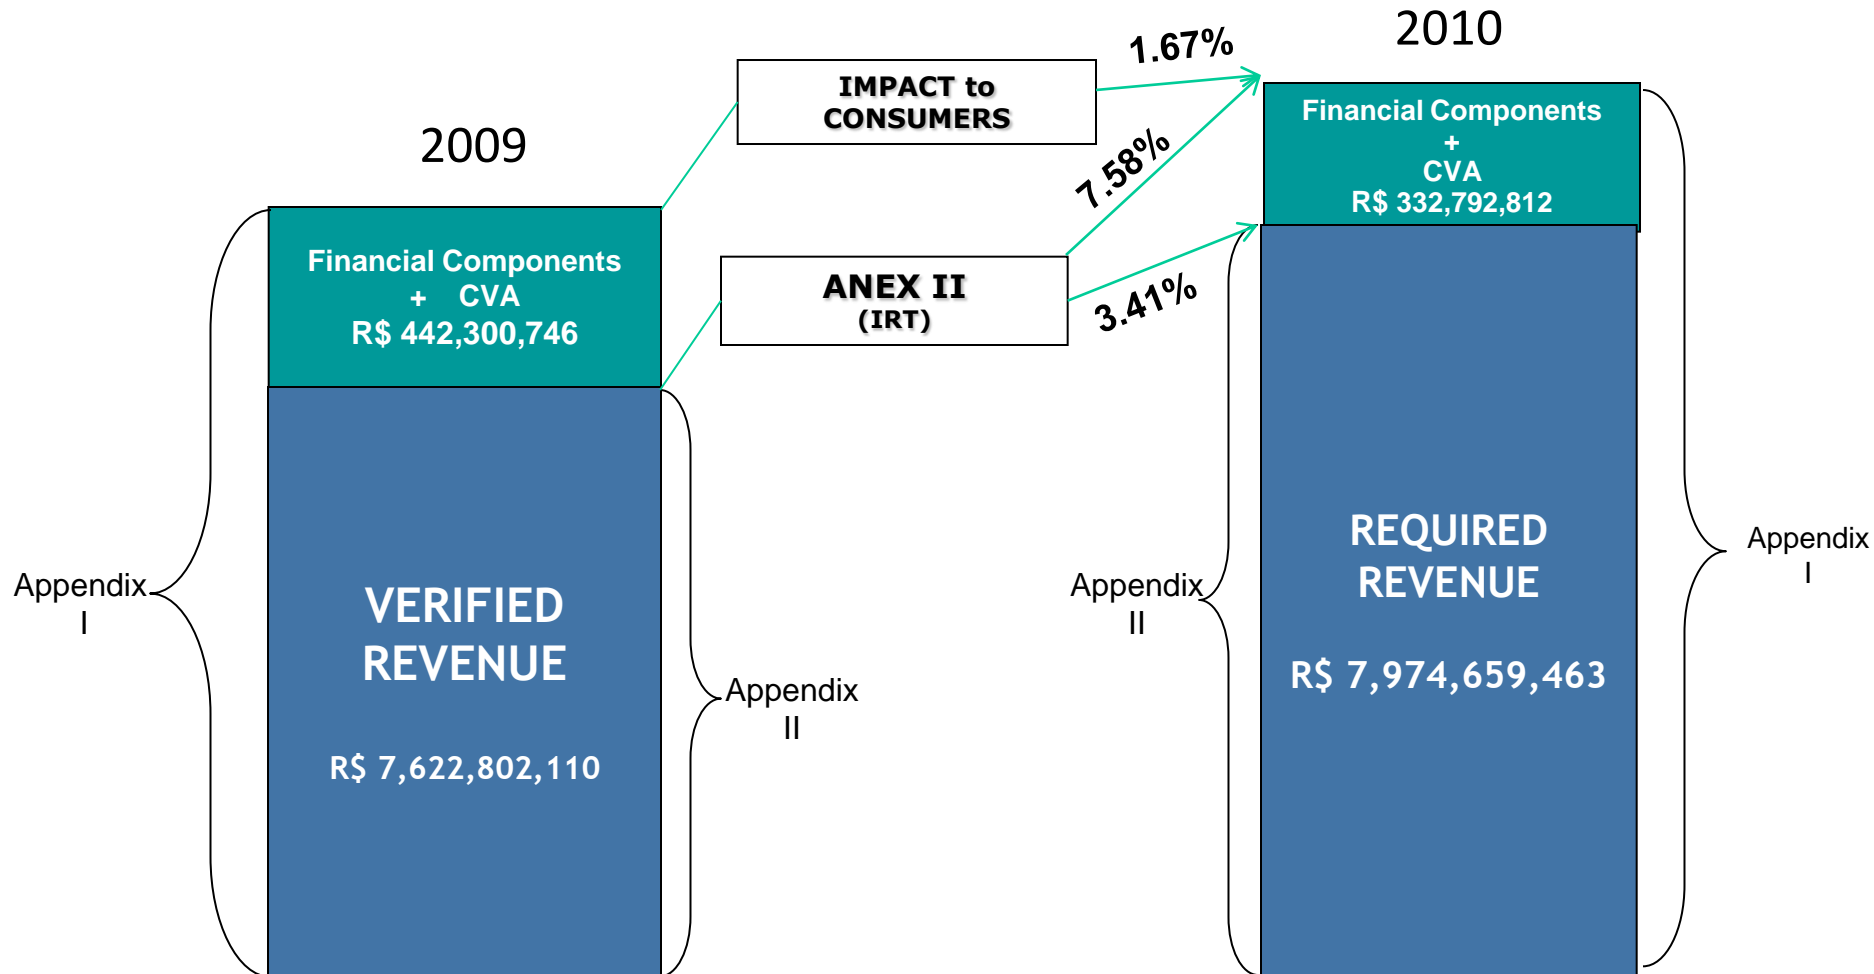 2009
Financial Components
+ CVA
R$ 442,300,746
VERIFIED
REVENUE
R$ 7,622,802,110
Appendix
I
Appendix
II
IMPACT to
CONSUMERS
ANEX II
(IRT)
1.67%
7.58%
3.41%
2010
Financial Components
+
CVA
R$ 332,792,812
REQUIRED
REVENUE
R$ 7,974,659,463
Appendix
II
Appendix
I